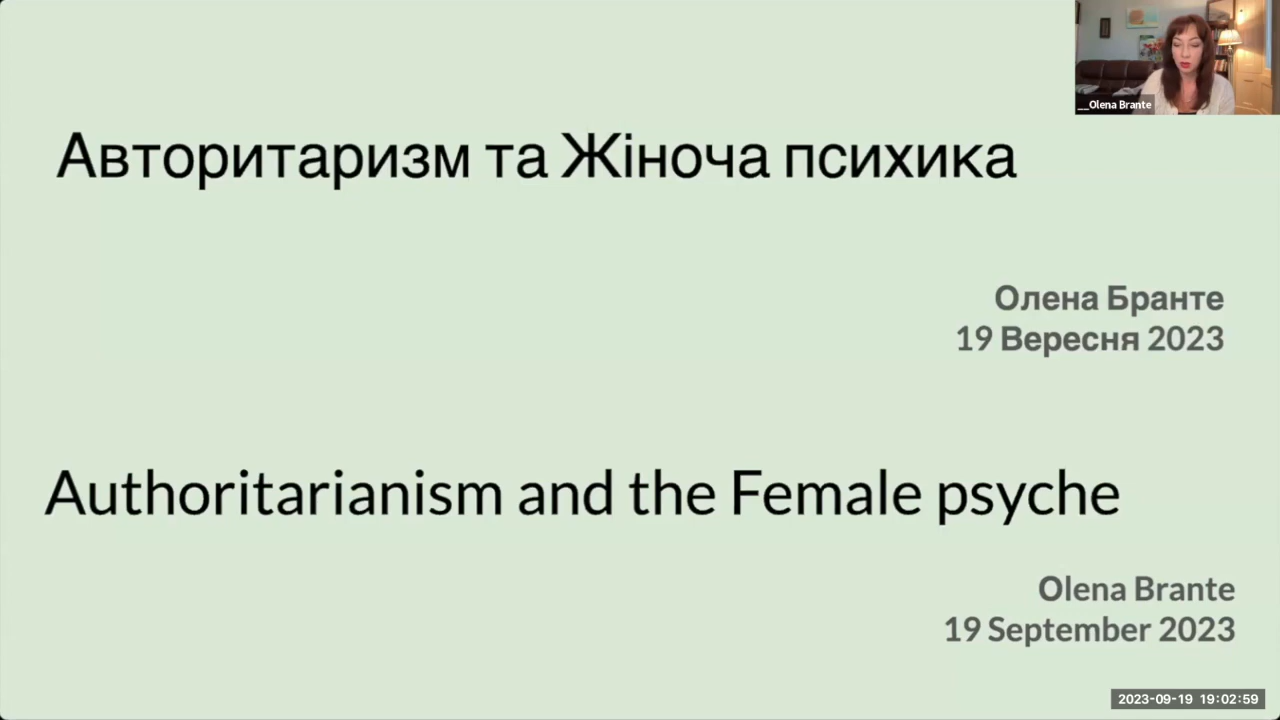 __Olena Brante
Авторитаризм та Жіноча психика
Олена Бранте
19 Вересня 2023
Authoritarianism and the Female psyche
Olena Brante
19 September 2023
2023-09-19 19:02:59